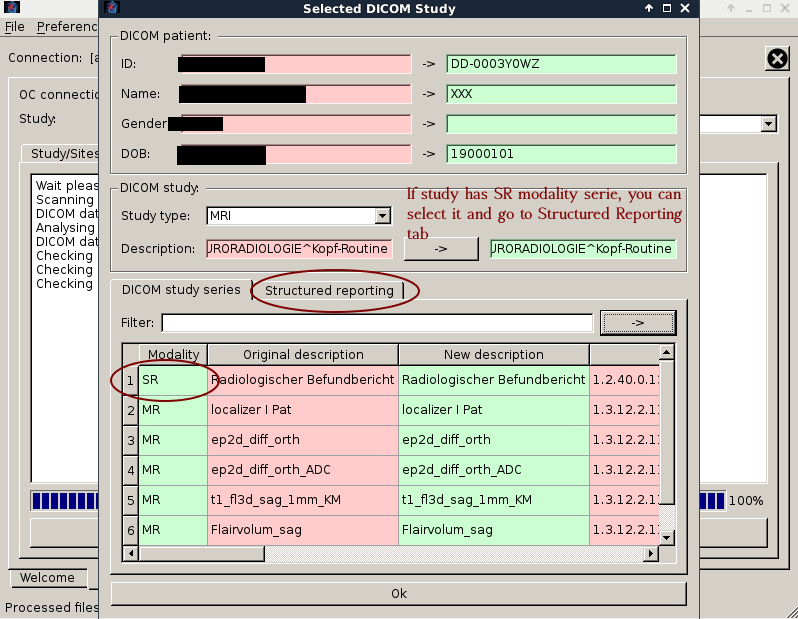 Selected DICOM Study
File Preferenc
Connection: [a
OC connectio
Study:
Study/Sites
Wait pleas
Scanning
DICOM dat
Analysing
DICOM dat
Checking
Checking
Checking
100%
Welcome
Processed files
DICOM patient:
ID: -> DD-0003Y0WZ
Name: -> XXX
Gender ->
DOB: -> 19000101
DICOM study:
If study has SR modality serie, you can
select it and go to Structured Reporting
tab
Study type: MRI
Description: JRORADIOLOGIE^Kopf-Routine -> JRORADIOLOGIE^Kopf-Routine
DICOM study series Structured reporting
Filter: ->
Modality Original description New description
1 SR Radiologischer Befundbericht Radiologischer Befundbericht 1.2.40.0.1
2 MR localizer I Pat localizer I Pat 1.3.12.2.1
3 MR ep2d_diff_orth ep2d_diff_orth 1.3.12.2.1
4 MR ep2d_diff_orth_ADC ep2d_diff_orth_ADC 1.3.12.2.1
5 MR t1_fl3d_sag_1mm_KM t1_fl3d_sag_1mm_KM 1.3.12.2.1
6 MR Flairvolum_sag Flairvolum_sag 1.3.12.2.1
Ok